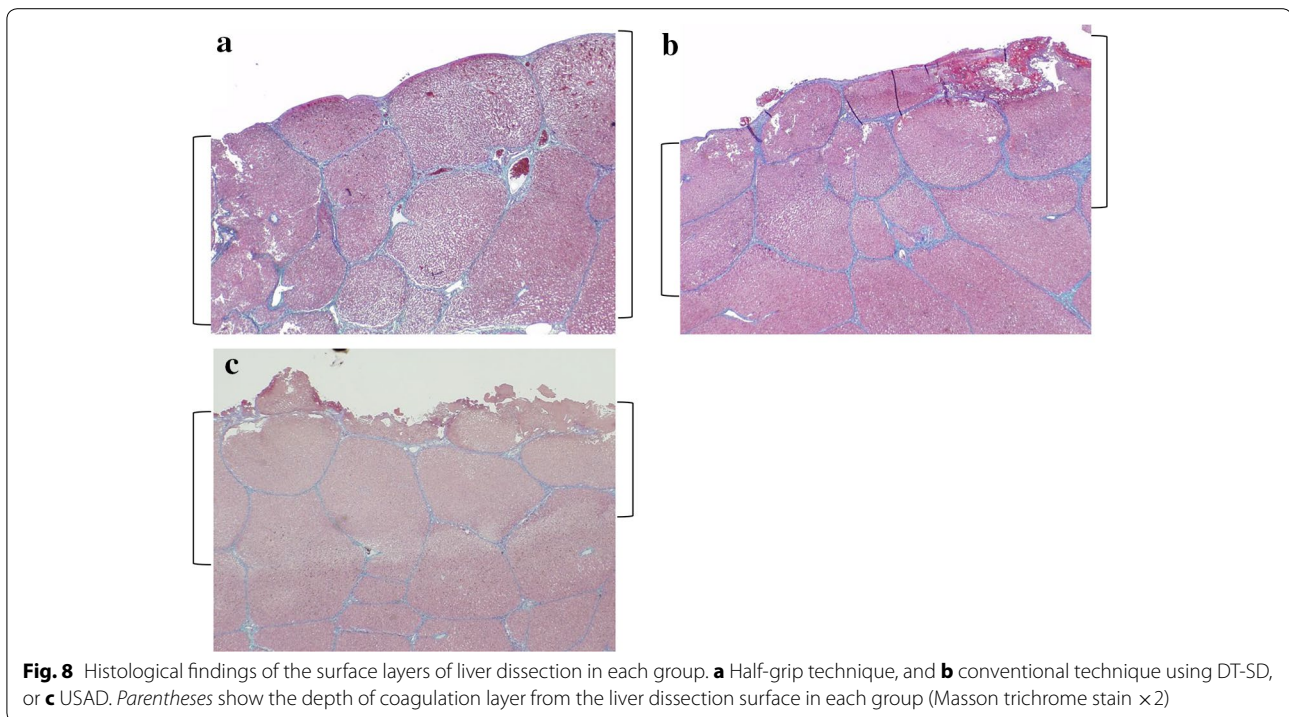 a
b
c
Fig. 8 Histological findings of the surface layers of liver dissection in each group. a Half-grip technique, and b conventional technique using DT-SD,
or c USAD. Parentheses show the depth of coagulation layer from the liver dissection surface in each group (Masson trichrome stain ×2)